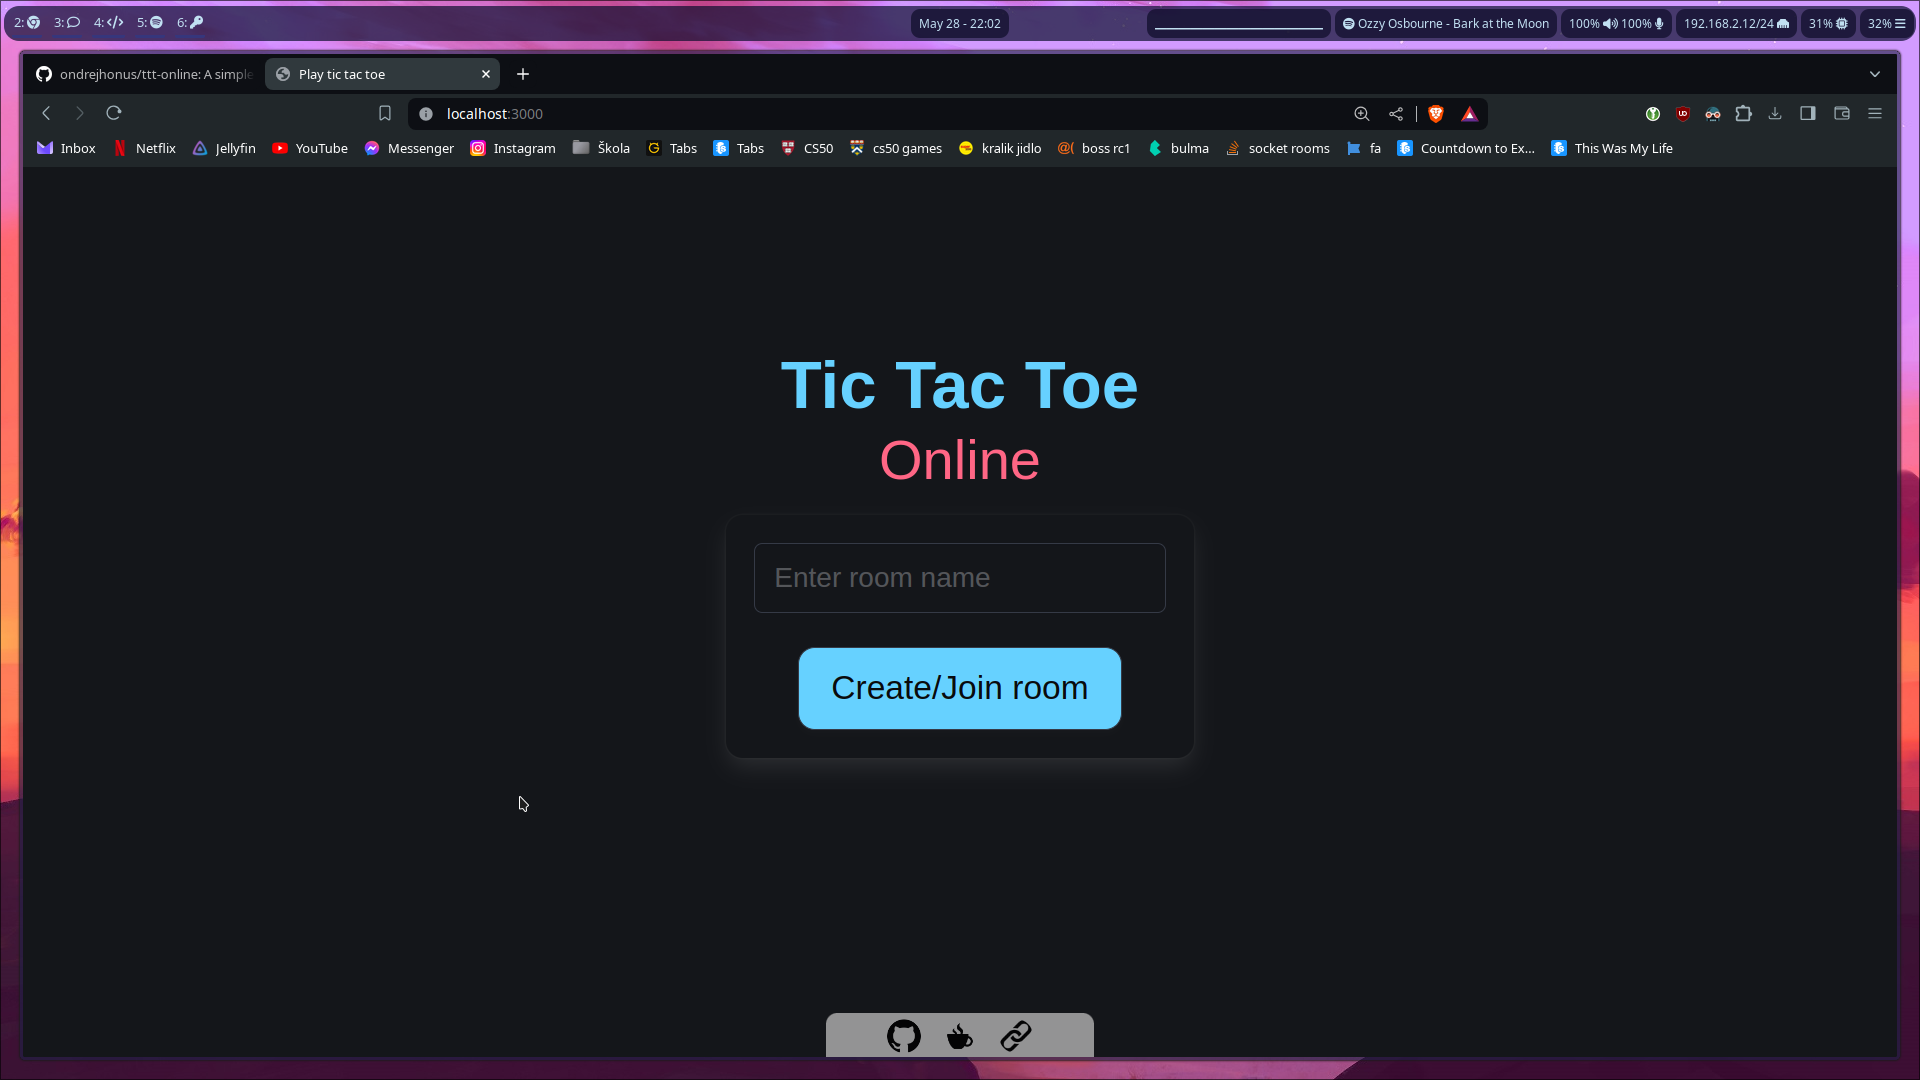 2: 3: 4: 5: 6: May 28 - 22:02 Ozzy Osbourne - Bark at the Moon 100% 100% 192.168.2.12/24 31% 32%
ondrejhonus/ttt-online: A simple Play tic tac toe
localhost:3000
Inbox Netflix Jellyfin YouTube Messenger Instagram Škola Tabs Tabs CS50 cs50 games kralik jidlo boss rc1 bulma socket rooms fa Countdown to Ex... This Was My Life
Tic Tac Toe
Online
Enter room name
Create/Join room